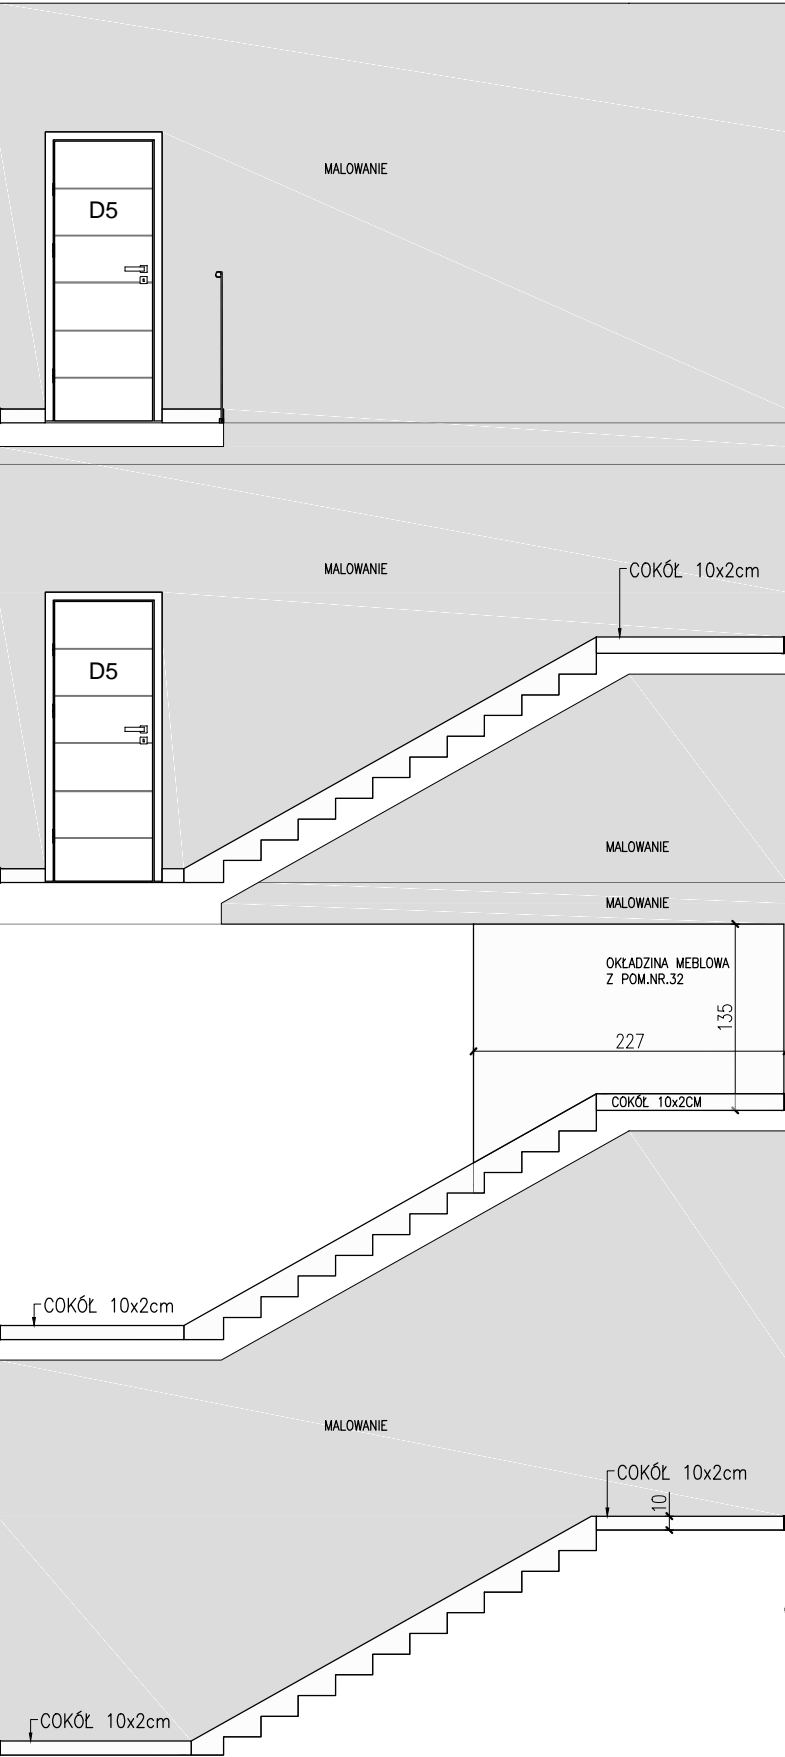 MALOWANIE
D5
MALOWANIE
COKÓŁ 10x2cm
D5
MALOWANIE
MALOWANIE
OKŁADZINA MEBLOWA
Z POM.NR.32
135
227
COKÓŁ 10x2CM
COKÓŁ 10x2cm
MALOWANIE
COKÓŁ 10x2cm
10
COKÓŁ 10x2cm